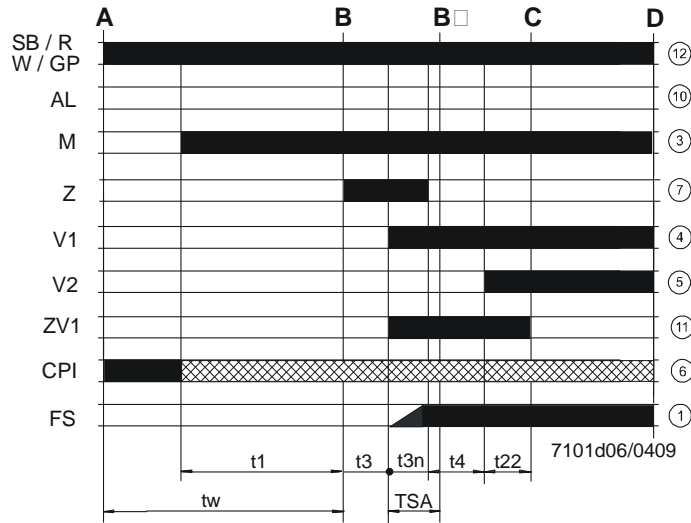 A B B□ C D
SB / R
W / GP
12
AL
10
M
3
Z
7
V1
4
V2
5
ZV1
11
CPI
6
FS
1
7101d06/0409
t1 t3 t3n t4 t22
tw TSA